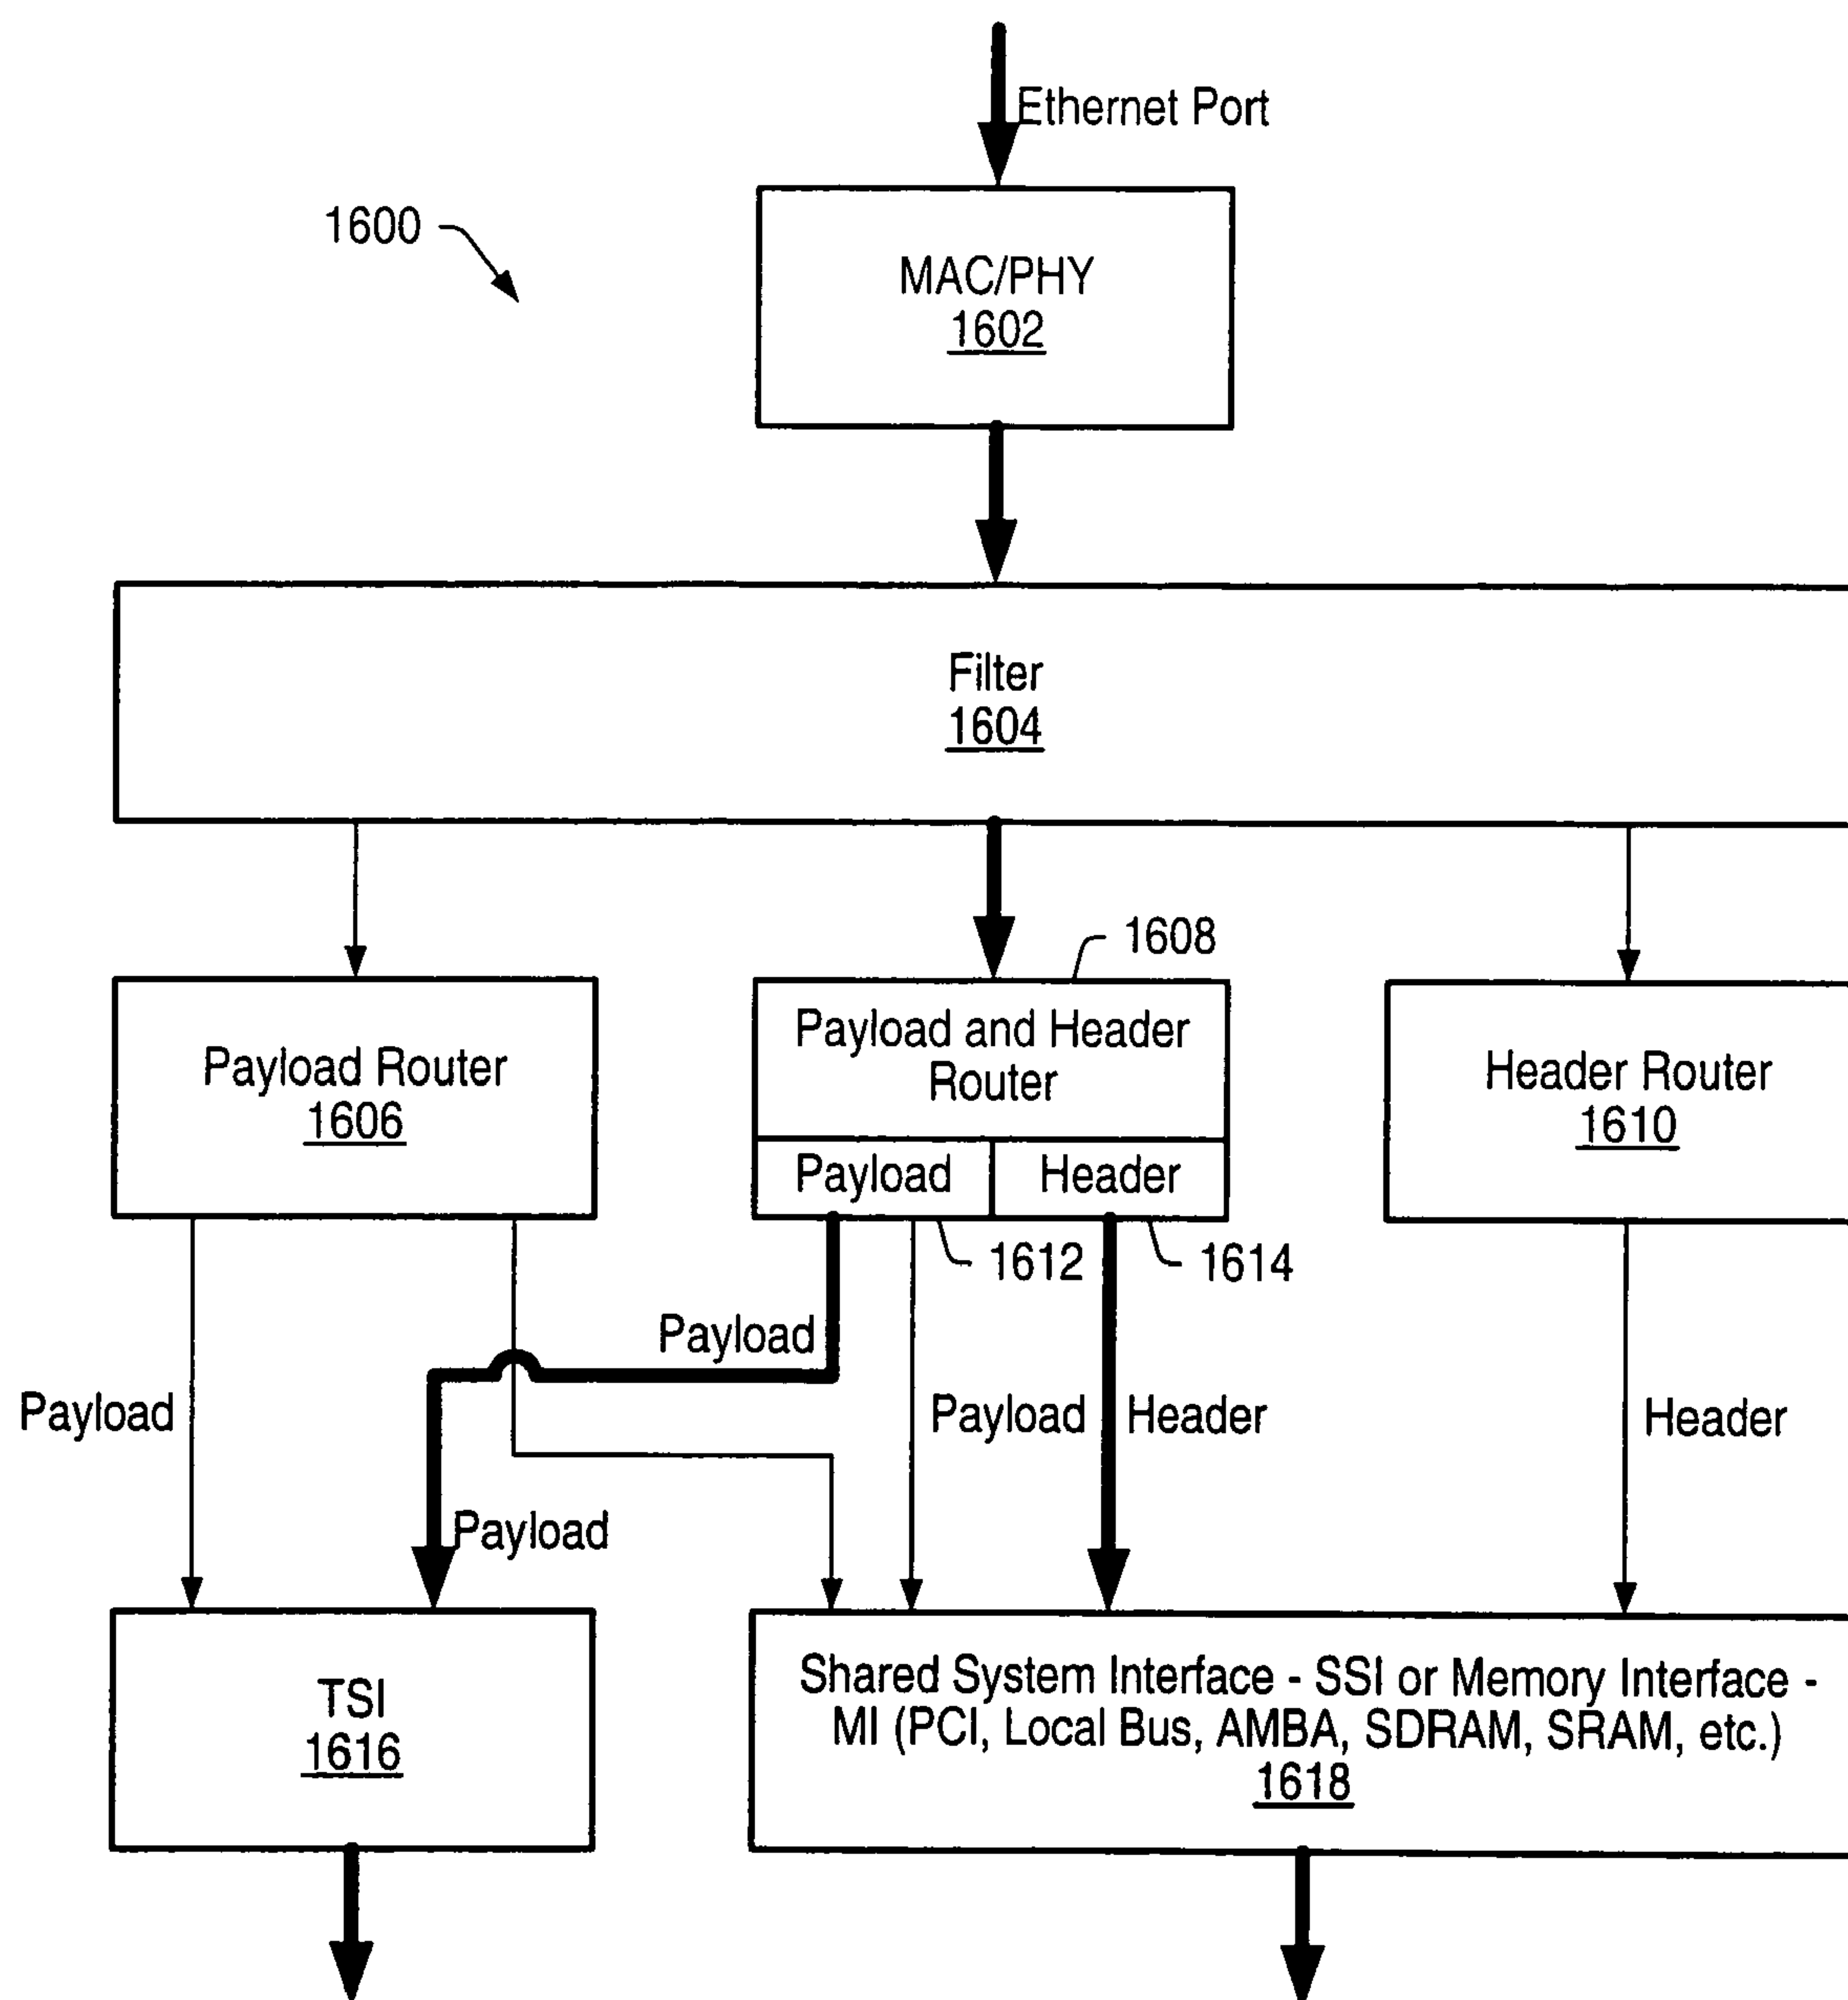 Ethernet Port
1600
MAC/PHY
1602
Filter
1604
1608
Payload Router
1606
Payload and Header
Router
Header Router
1610
Payload
Header
1612
1614
Payload
Payload
Payload
Header
Header
Payload
TSI
1616
Shared System Interface - SSI or Memory Interface -
MI (PCI, Local Bus, AMBA, SDRAM, SRAM, etc.)
1618